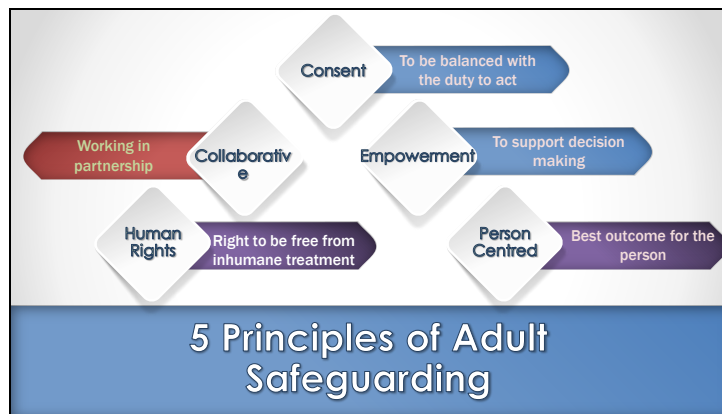 Consent
To be balanced with
the duty to act
Working in
partnership
Collaborativ
e
Empowerment
To support decision
making
Human
Rights
Right to be free from
inhumane treatment
Person
Centred
Best outcome for the
person
5 Principles of Adult
Safeguarding